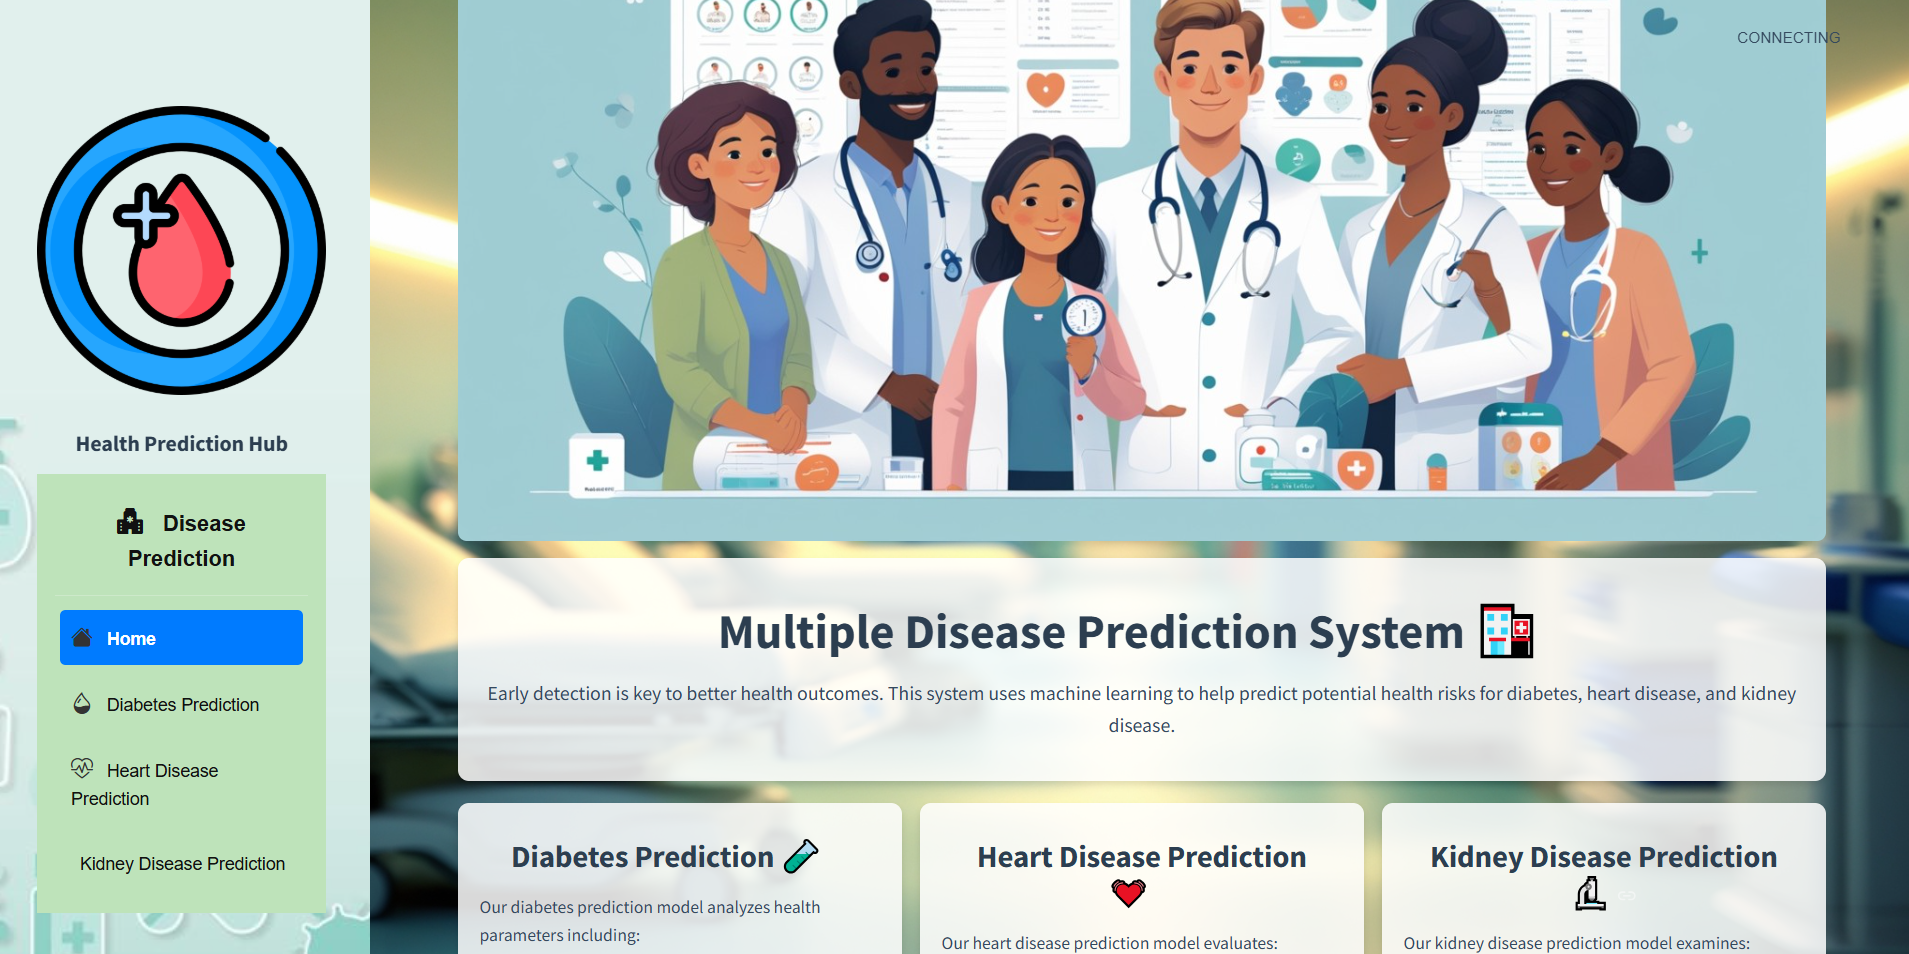 CONNECTING
Health Prediction Hub
Disease
Prediction
Home
Diabetes Prediction
Heart Disease
Prediction
Kidney Disease Prediction
Multiple Disease Prediction System
Early detection is key to better health outcomes. This system uses machine learning to help predict potential health risks for diabetes, heart disease, and kidney
disease.
Diabetes Prediction
Our diabetes prediction model analyzes health
parameters including:
Heart Disease Prediction
Our heart disease prediction model evaluates:
Kidney Disease Prediction
Our kidney disease prediction model examines: